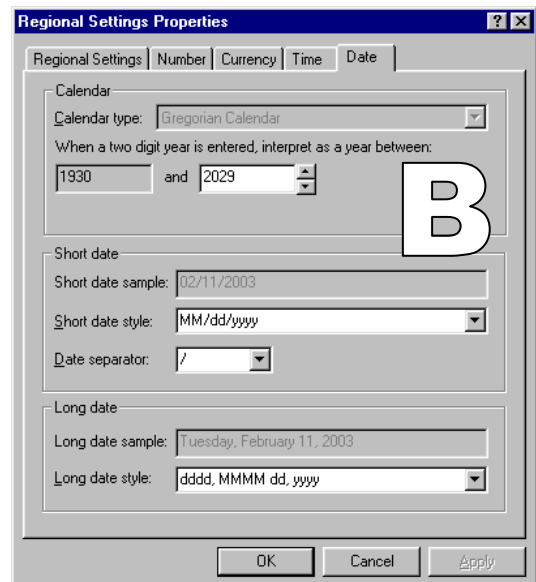 Regional Settings Properties
Regional Settings Number Currency Time Date
Calendar
Calendar type: Gregorian Calendar
When a two digit year is entered, interpret as a year between:
1930 and 2029
B
Short date
Short date sample: 02/11/2003
Short date style: MM/dd/yyyy
Date separator: /
Long date
Long date sample: Tuesday, February 11, 2003
Long date style: dddd, MMMM dd, yyyy
OK Cancel Apply